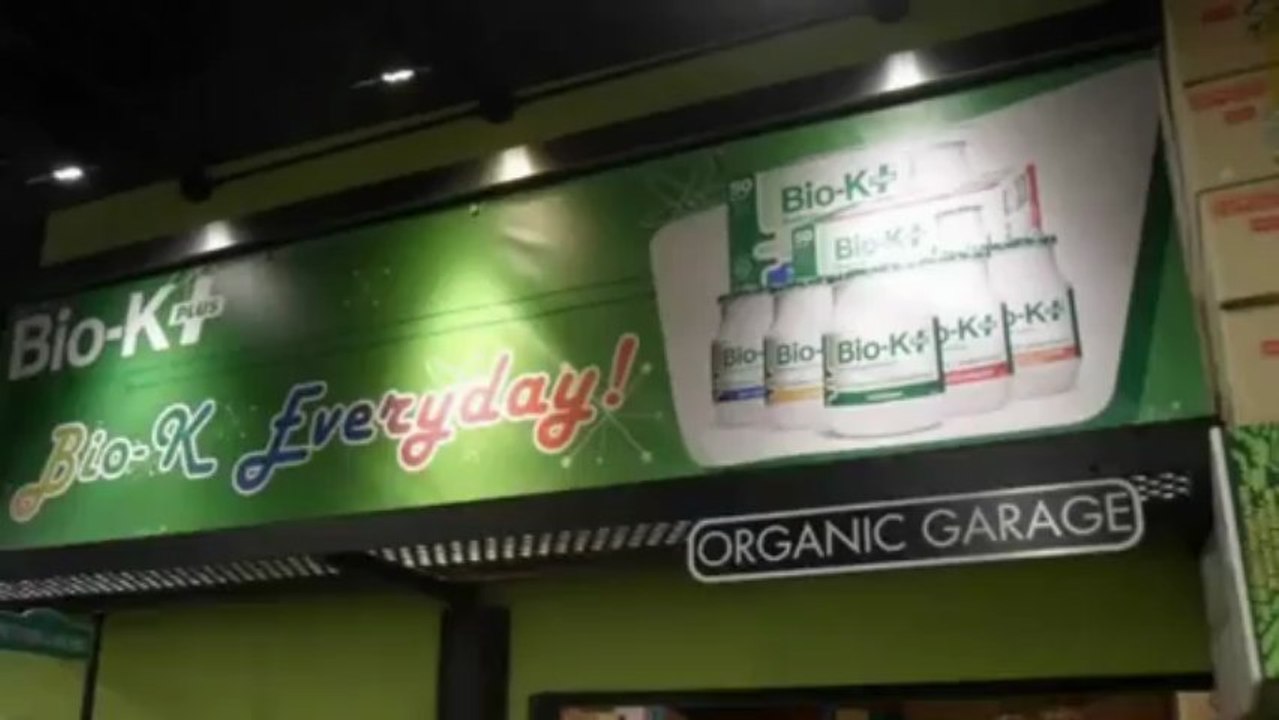 Bio-K+
PLUS
Bio-K Everyday!
Bio-K+
Bio-K+
Bio-
Bio-
Bio-K+
o-K+
o-K+
ORGANIC GARAGE